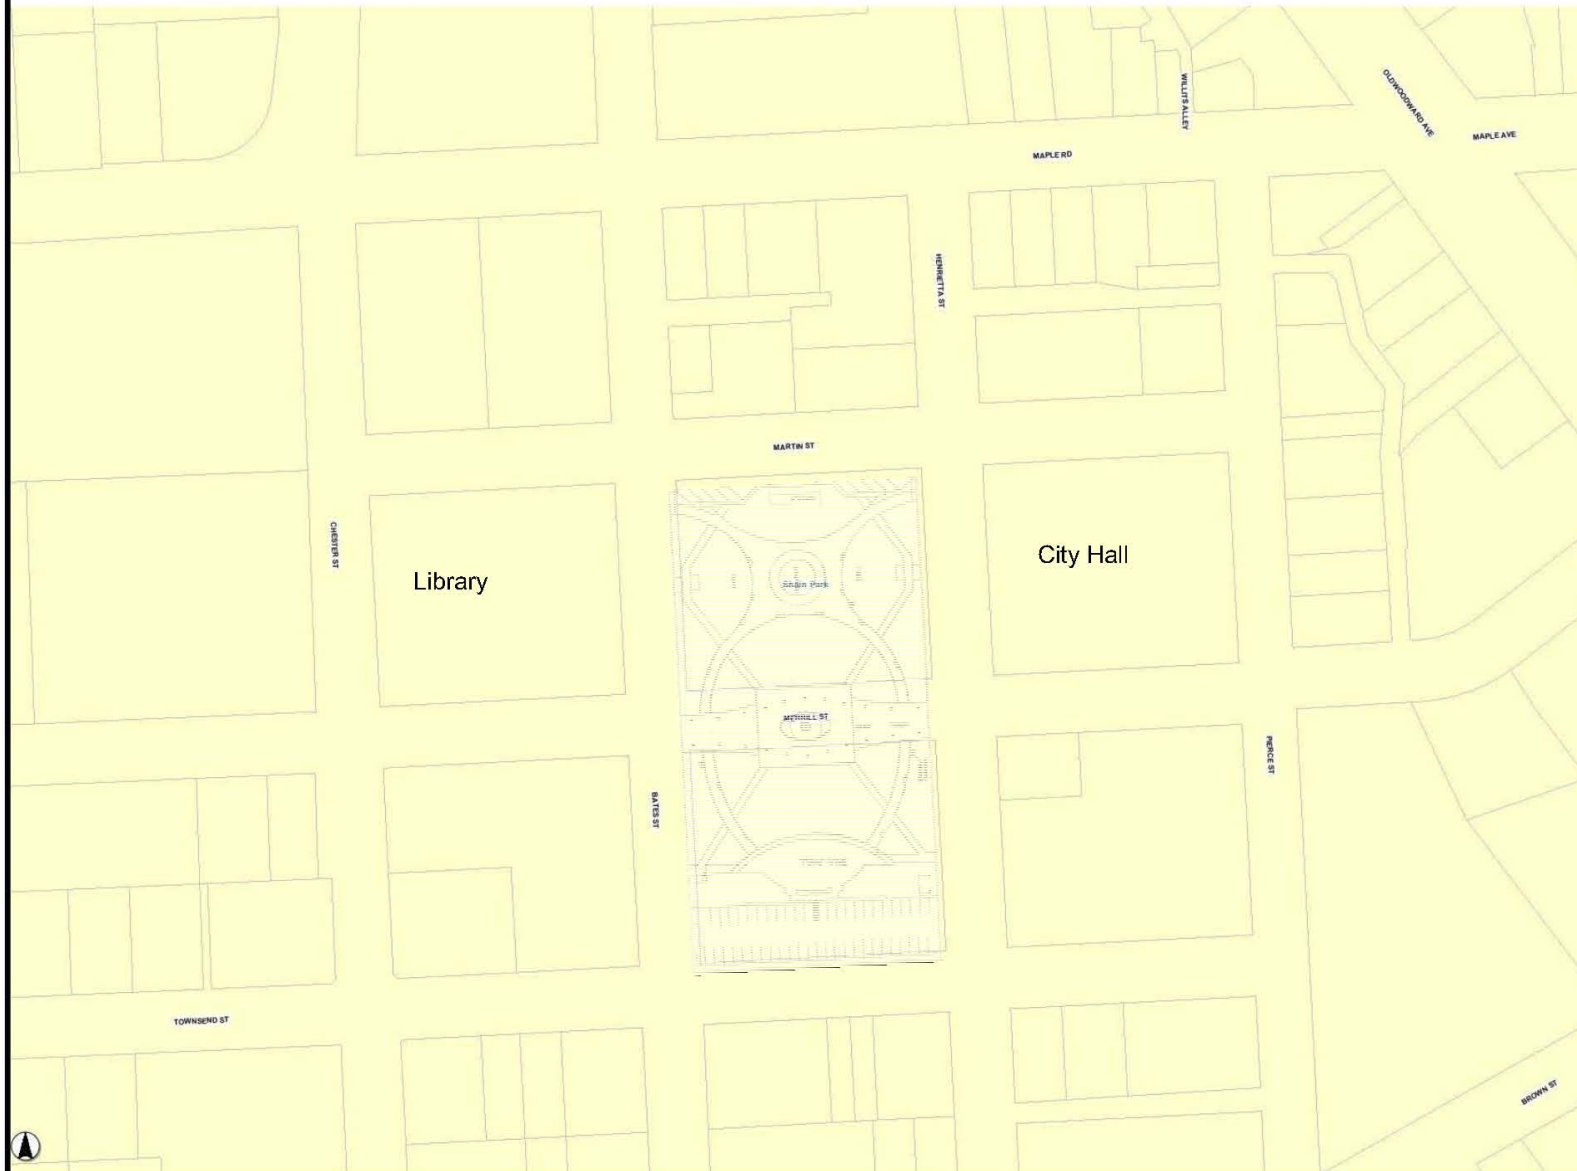 WILLITS ALLEY
OLDWOODWARD AVE
MAPLE AVE
MAPLE RD
HENRIETTA ST
MARTIN ST
CHESTER ST
Library
Shain Park
City Hall
MERRILL ST
BATES ST
PIERCE ST
TOWNSEND ST
BROWN ST